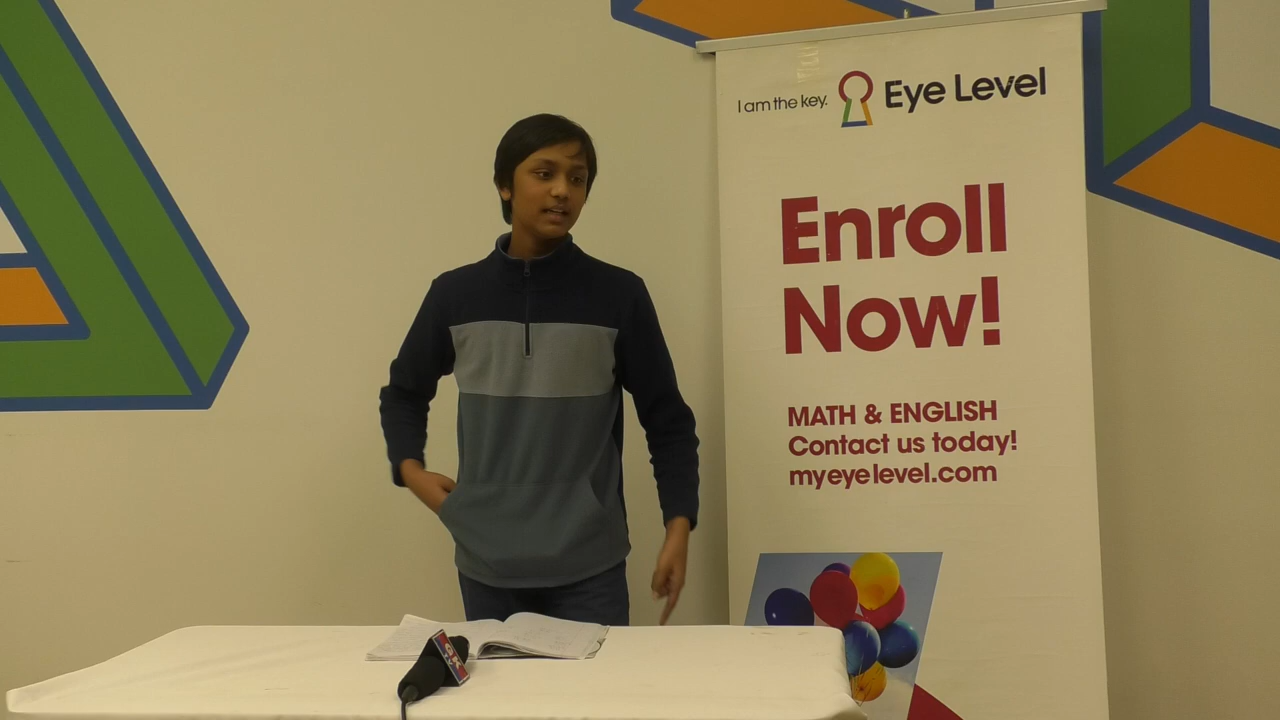 I am the key. Eye Level
Enroll
Now!
MATH & ENGLISH
Contact us today!
myeyelevel.com